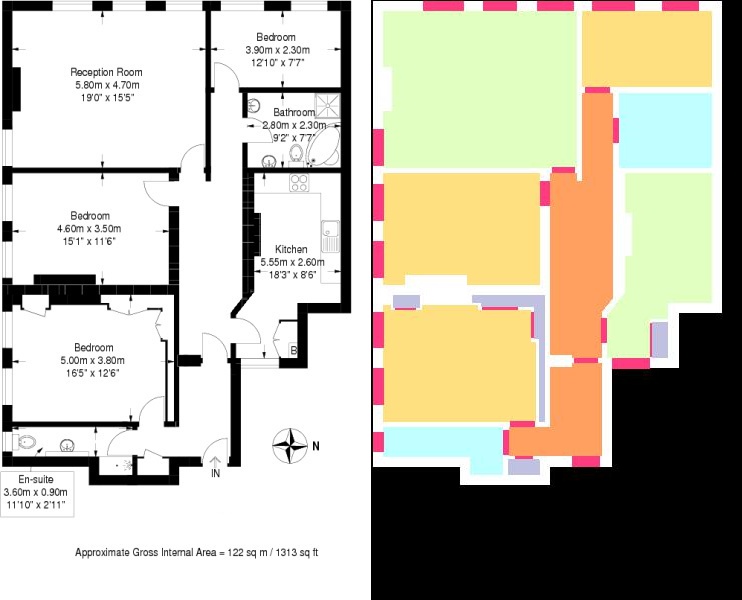 Bedroom
3.90m x 2.30m
12'10" x 7'7"
Reception Room
5.80m x 4.70m
19'0" x 15'5"
Bathroom
2.80m x 2.30m
9'2" x 7'7"
Bedroom
4.60m x 3.50m
15'1" x 11'6"
Kitchen
5.55m x 2.60m
18'3" x 8'6"
Bedroom
5.00m x 3.80m
16'5" x 12'6"
B
N
IN
En-suite
3.60m x 0.90m
11'10" x 2'11"
Approximate Gross Internal Area = 122 sq m / 1313 sq ft